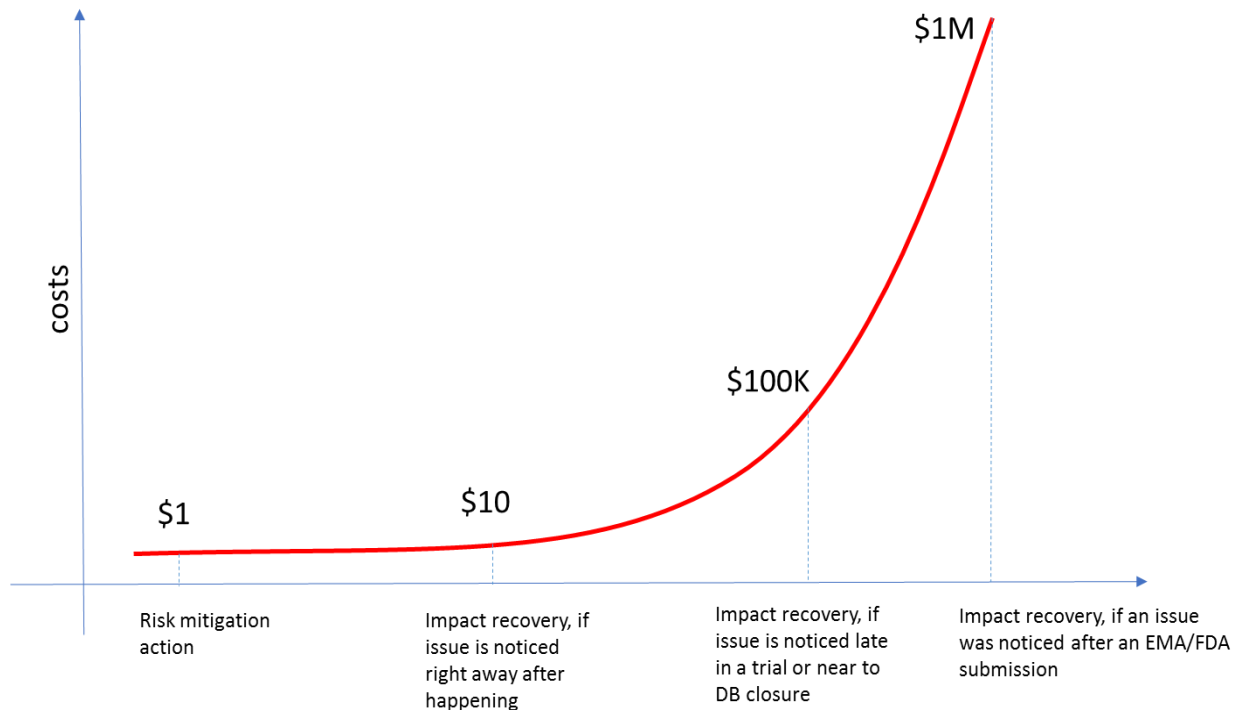 $1M
costs
$100K
$10
$1
Risk mitigation
action
Impact recovery, if
issue is noticed
right away after
happening
Impact recovery, if
issue is noticed late
in a trial or near to
DB closure
Impact recovery, if an issue
was noticed after an EMA/FDA
submission